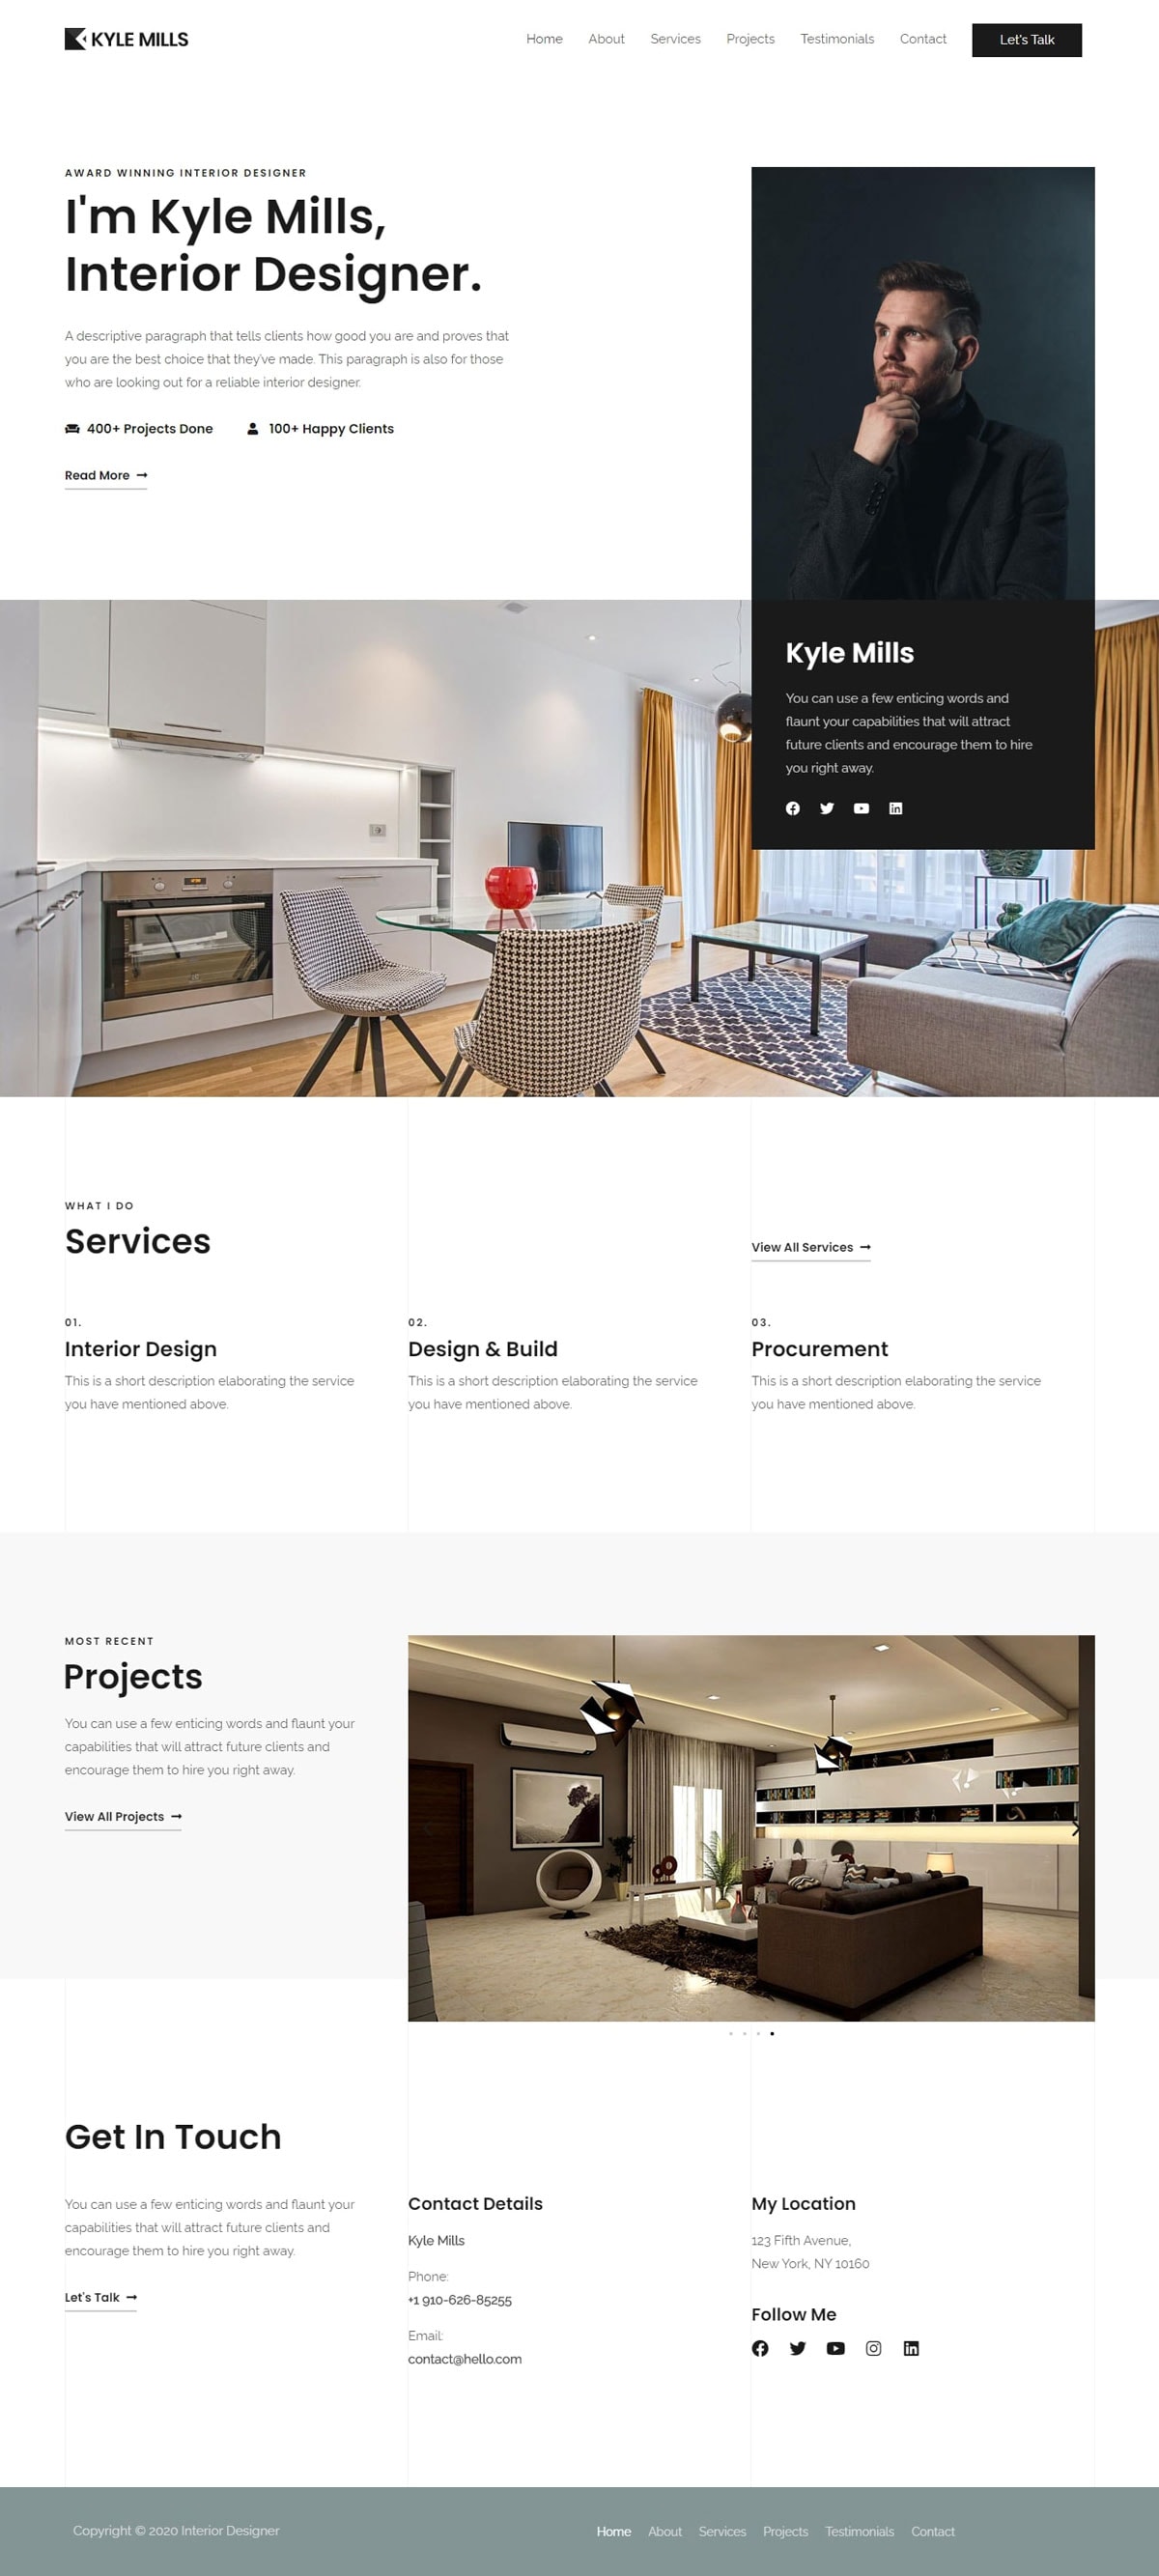 KYLE MILLS
Home About Services Projects Testimonials Contact Let's Talk
AWARD WINNING INTERIOR DESIGNER
I'm Kyle Mills,
Interior Designer.
A descriptive paragraph that tells clients how good you are and proves that
you are the best choice that they've made. This paragraph is also for those
who are looking out for a reliable interior designer.
400+ Projects Done 100+ Happy Clients
Read More
Kyle Mills
You can use a few enticing words and
flaunt your capabilities that will attract
future clients and encourage them to hire
you right away.
WHAT I DO
Services
View All Services
01.
Interior Design
This is a short description elaborating the service
you have mentioned above.
02.
Design & Build
This is a short description elaborating the service
you have mentioned above.
03.
Procurement
This is a short description elaborating the service
you have mentioned above.
MOST RECENT
Projects
You can use a few enticing words and flaunt your
capabilities that will attract future clients and
encourage them to hire you right away.
View All Projects
Get In Touch
You can use a few enticing words and flaunt your
capabilities that will attract future clients and
encourage them to hire you right away.
Let's Talk
Contact Details
Kyle Mills
Phone:
+1 910-626-85255
Email:
contact@hello.com
My Location
123 Fifth Avenue,
New York, NY 10160
Follow Me
Copyright © 2020 Interior Designer
Home About Services Projects Testimonials Contact